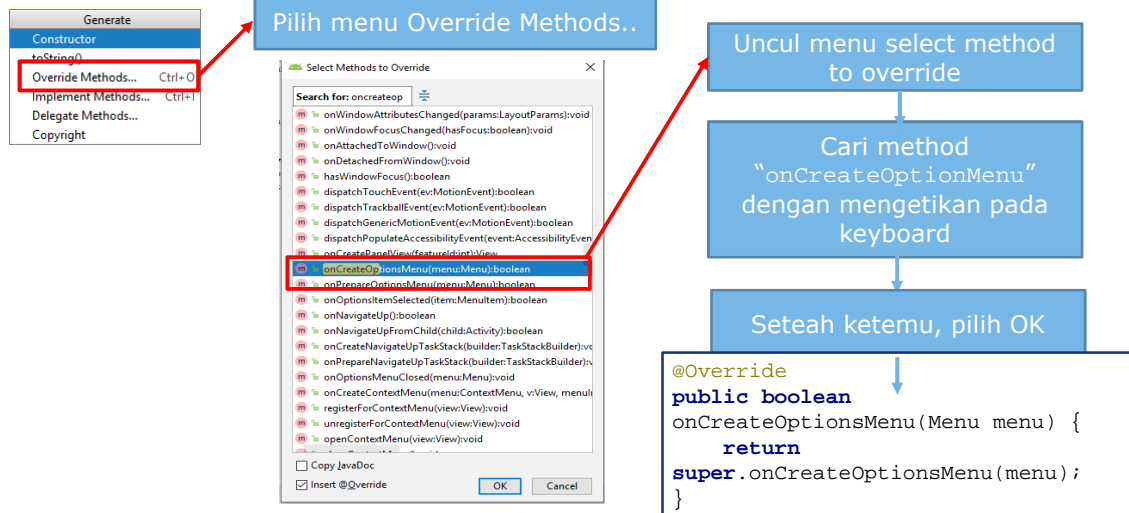 Generate
Constructor
toString()
Override Methods... Ctrl+O
Implement Methods... Ctrl+I
Delegate Methods...
Copyright
Pilih menu Override Methods..
Select Methods to Override
Search for: oncreateop
onWindowAttributesChanged(params:LayoutParams):void
onWindowFocusChanged(hasFocus:boolean):void
onAttachedToWindow():void
onDetachedFromWindow():void
hasWindowFocus():boolean
dispatchTouchEvent(ev:MotionEvent):boolean
dispatchTrackballEvent(ev:MotionEvent):boolean
dispatchGenericMotionEvent(ev:MotionEvent):boolean
dispatchPopulateAccessibilityEvent(event:AccessibilityEven
onCreatePanelView(featureId:int):View
onCreateOptionsMenu(menu:Menu):boolean
onPrepareOptionsMenu(menu:Menu):boolean
onOptionsItemSelected(item:MenuItem):boolean
onNavigateUp():boolean
onNavigateUpFromChild(child:Activity):boolean
onCreateNavigateUpTaskStack(builder:TaskStackBuilder):vo
onPrepareNavigateUpTaskStack(builder:TaskStackBuilder):v
onOptionsMenuClosed(menu:Menu):void
onCreateContextMenu(menu:ContextMenu, v:View, menuI
registerForContextMenu(view:View):void
unregisterForContextMenu(view:View):void
openContextMenu(view:View):void
Copy JavaDoc
Insert @Override
OK Cancel
Uncul menu select method
to override
Cari method
"onCreateOptionMenu"
dengan mengetikan pada
keyboard
Seteah ketemu, pilih OK
@Override
public boolean
onCreateOptionsMenu(Menu menu) {
return
super.onCreateOptionsMenu(menu);
}